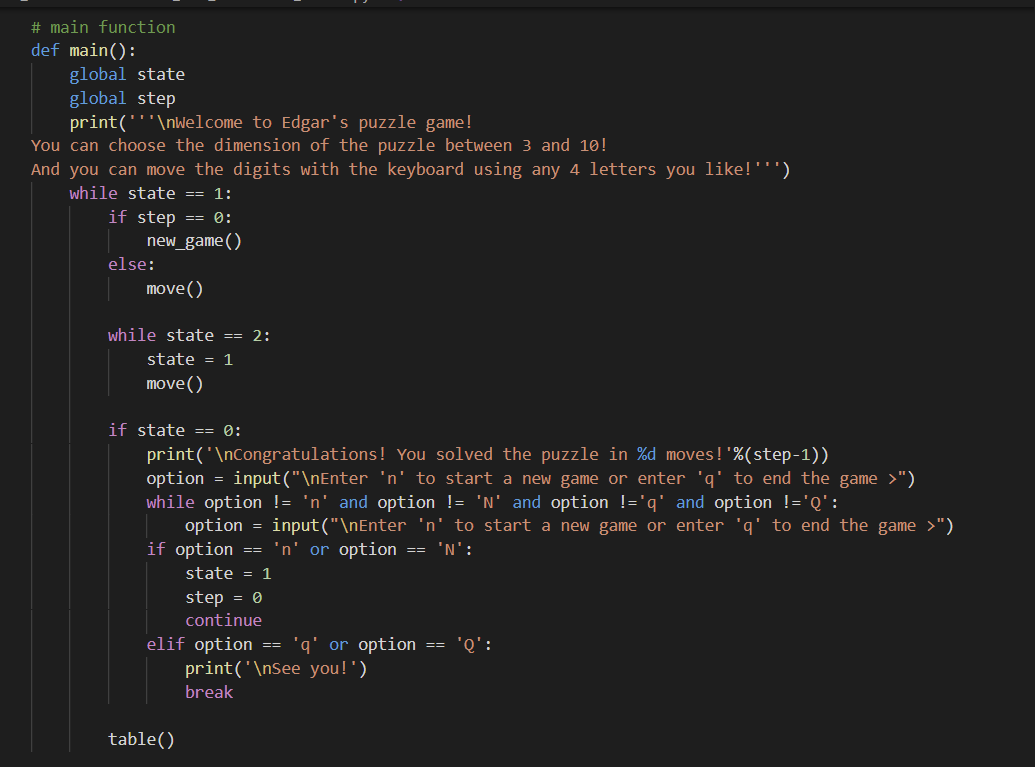 # main function
def main():
    global state
    global step
    print('''\nWelcome to Edgar's puzzle game!
You can choose the dimension of the puzzle between 3 and 10!
And you can move the digits with the keyboard using any 4 letters you like!''')
    while state == 1:
        if step == 0:
            new_game()
        else:
            move()

        while state == 2:
            state = 1
            move()

        if state == 0:
            print('\nCongratulations! You solved the puzzle in %d moves!'%(step-1))
            option = input("\nEnter 'n' to start a new game or enter 'q' to end the game >")
            while option != 'n' and option != 'N' and option !='q' and option !='Q':
                option = input("\nEnter 'n' to start a new game or enter 'q' to end the game >")
            if option == 'n' or option == 'N':
                state = 1
                step = 0
                continue
            elif option == 'q' or option == 'Q':
                print('\nSee you!')
                break

        table()